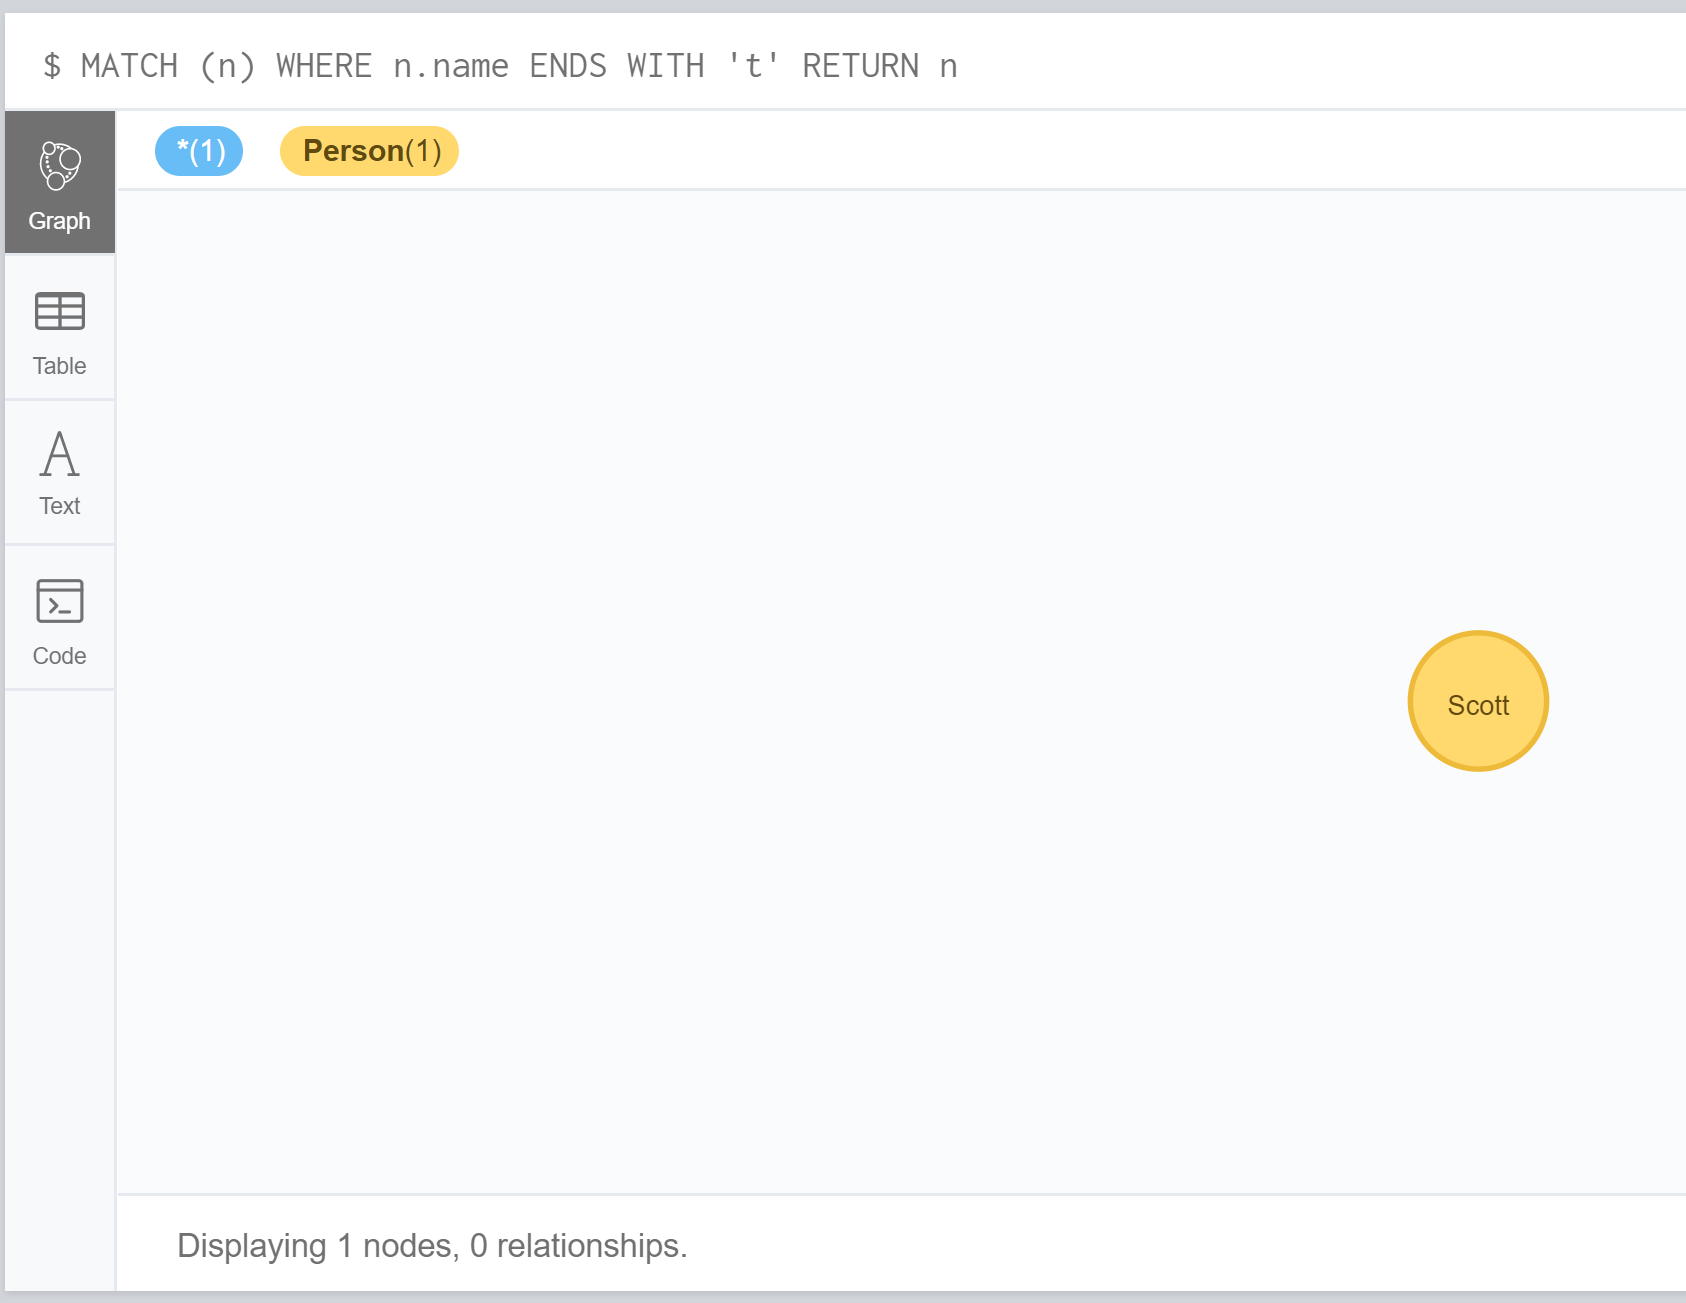 $ MATCH (n) WHERE n.name ENDS WITH 't' RETURN n
*(1) Person(1)
Graph
Table
Text
Code
Scott
Displaying 1 nodes, 0 relationships.